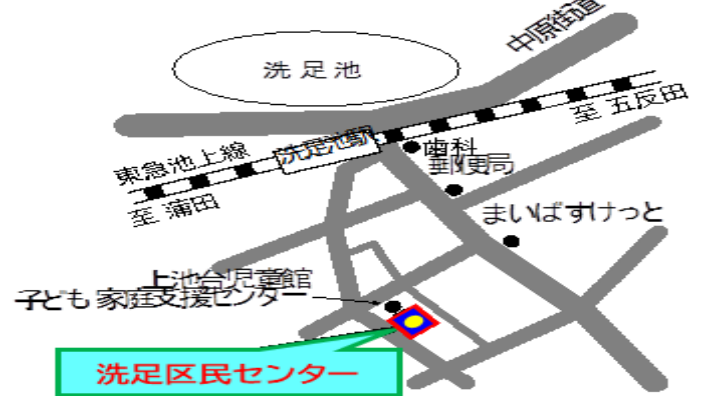 中原街道
洗足池
至 五反田
洗足池駅
歯科
郵便局
東急池上線
至 蒲田
まいばすけっと
上池台児童館
子ども家庭支援センター
洗足区民センター